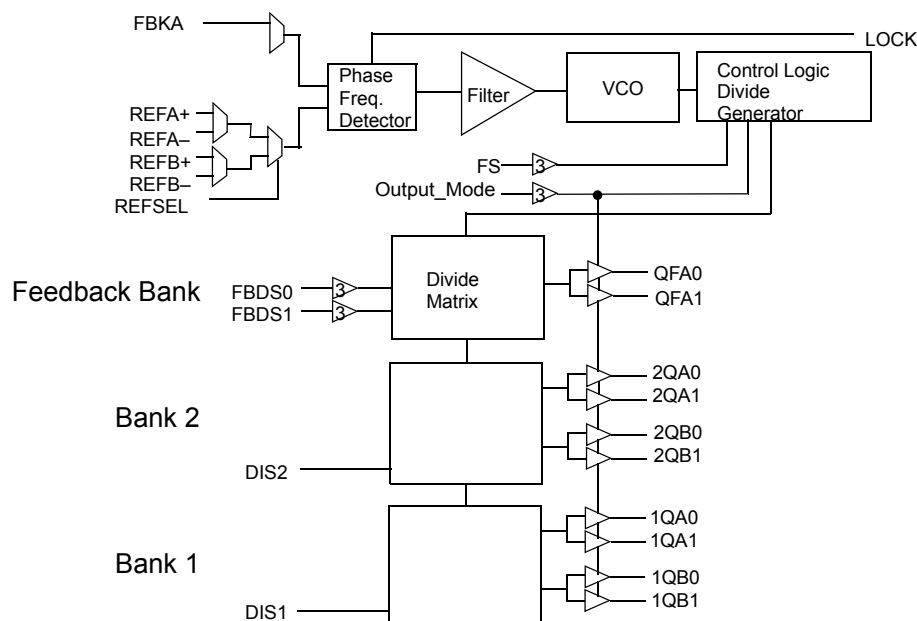 FBKA
LOCK
Phase
Freq.
Detector
Filter
VCO
Control Logic
Divide
Generator
REFA+
REFA–
REFB+
REFB–
REFSEL
FS
3
Output_Mode
3
Feedback Bank
FBDS0
3
FBDS1
3
Divide
Matrix
QFA0
QFA1
Bank 2
DIS2
2QA0
2QA1
2QB0
2QB1
Bank 1
DIS1
1QA0
1QA1
1QB0
1QB1